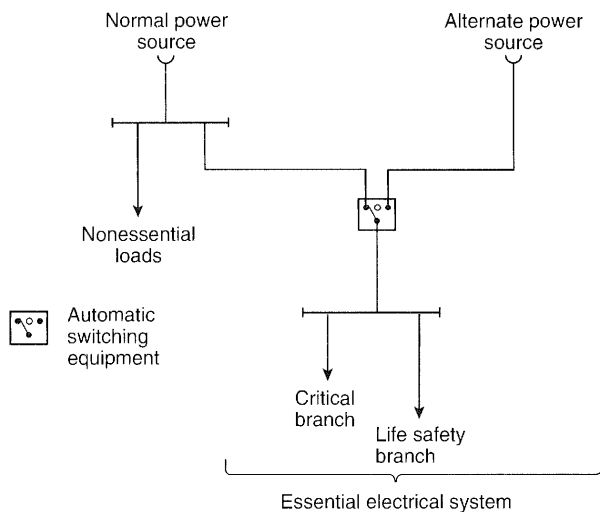 Normal power
source
Alternate power
source
Nonessential
loads
Automatic
switching
equipment
Critical
branch
Life safety
branch
Essential electrical system